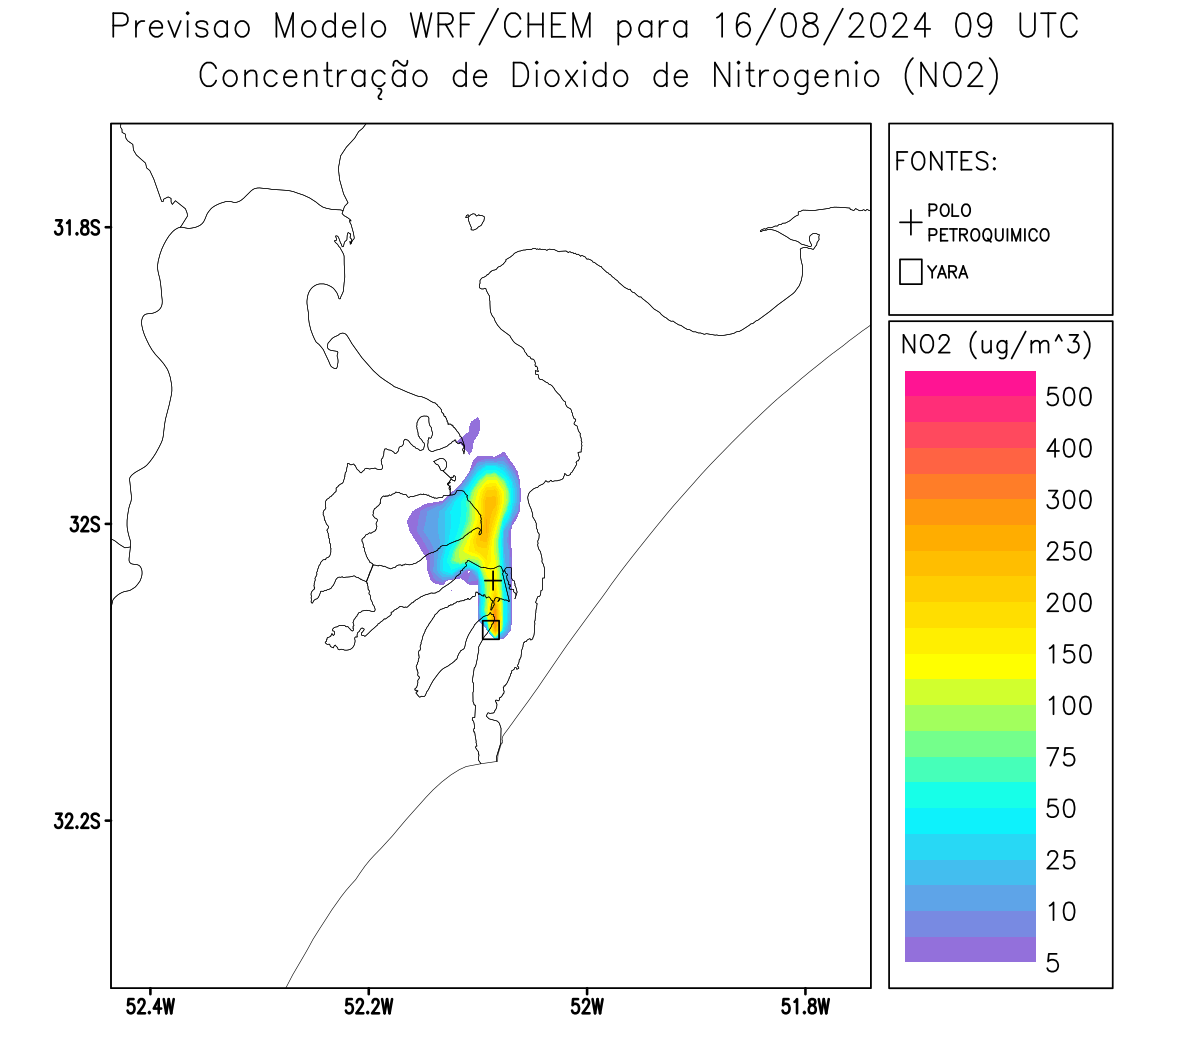 Previsao Modelo WRF/CHEM para 16/08/2024 09 UTC
Concentração de Dioxido de Nitrogenio (NO2)
FONTES:
POLO
PETROQUIMICO
YARA
NO2 (ug/m^3)
500
400
300
250
200
150
100
75
50
25
10
5
31.8S
32S
32.2S
52.4W
52.2W
52W
51.8W